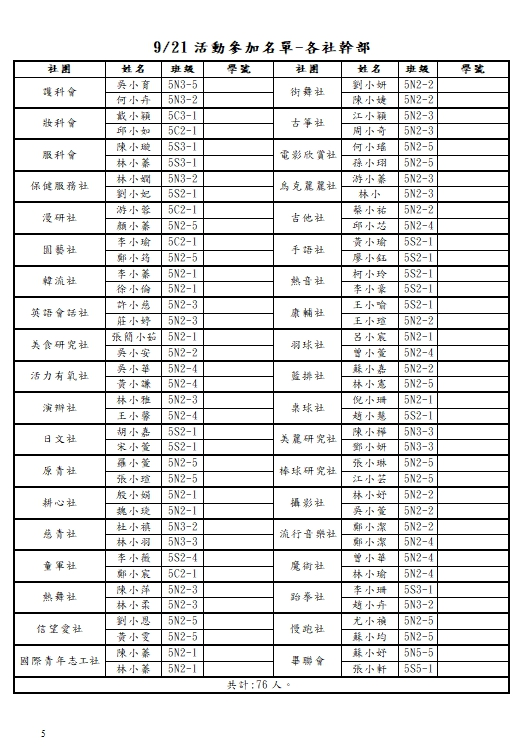 9/21 活動參加名單-各社幹部
社團 姓名 班級 學號 社團 姓名 班級 學號
護科會 吳小育 5N3-5 街舞社 劉小妍 5N2-2
何小卉 5N3-2 陳小婕 5N2-2
妝科會 戴小穎 5C3-1 古箏社 江小穎 5N2-3
邱小如 5C2-1 周小奇 5N2-3
服科會 陳小璇 5S3-1 電影欣賞社 何小瑤 5N2-5
林小蓁 5S3-1 孫小珝 5N2-5
保健服務社 林小嫻 5N3-2 烏克麗麗社 游小蓁 5N2-3
劉小妃 5S2-1 林小 5N2-3
漫研社 游小蓉 5C2-1 吉他社 蔡小祐 5N2-2
顏小蓁 5N2-5 邱小芯 5N2-4
園藝社 李小瑜 5C2-1 手語社 黃小瑜 5S2-1
鄭小筠 5N2-5 廖小鈺 5S2-1
韓流社 李小蓁 5N2-1 熱音社 柯小玲 5S2-1
徐小倫 5N2-1 李小豪 5S2-1
英語會話社 許小慈 5N2-3 康輔社 王小喻 5S2-1
莊小婷 5N2-3 王小瑄 5N2-2
美食研究社 張簡小茹 5N2-1 羽球社 呂小宸 5N2-1
吳小安 5N2-2 曾小萱 5N2-4
活力有氧社 吳小華 5N2-4 籃排社 蘇小嘉 5N2-2
黃小謙 5N2-4 林小憲 5N2-5
演辯社 林小雅 5N2-3 桌球社 倪小珊 5N2-1
王小馨 5N2-4 趙小慧 5S2-1
日文社 胡小嘉 5S2-1 美麗研究社 陳小樺 5N3-3
宋小萱 5S2-1 鄧小妍 5N3-3
原青社 羅小萱 5N2-5 棒球研究社 張小琳 5N2-5
張小瑄 5N2-5 江小芸 5N2-5
耕心社 殷小嫆 5N2-1 攝影社 林小妤 5N2-2
魏小琁 5N2-1 吳小萱 5N2-2
慈青社 杜小禛 5N3-2 流行音樂社 鄭小潔 5N2-2
林小羽 5N3-3 鄭小潔 5N2-4
童軍社 李小薇 5S2-4 魔術社 曾小華 5N2-4
鄭小宸 5C2-1 林小瑜 5N2-4
熱舞社 陳小萍 5N2-3 跆拳社 李小珊 5S3-1
林小柔 5N2-3 趙小卉 5N3-2
信望愛社 劉小恩 5N2-5 慢跑社 尤小禎 5N2-5
黃小雯 5N2-5 蘇小均 5N2-5
國際青年志工社 陳小蓁 5N2-1 畢聯會 蘇小妤 5N5-5
林小蓁 5N2-1 張小軒 5S5-1
共計:76 人。
5